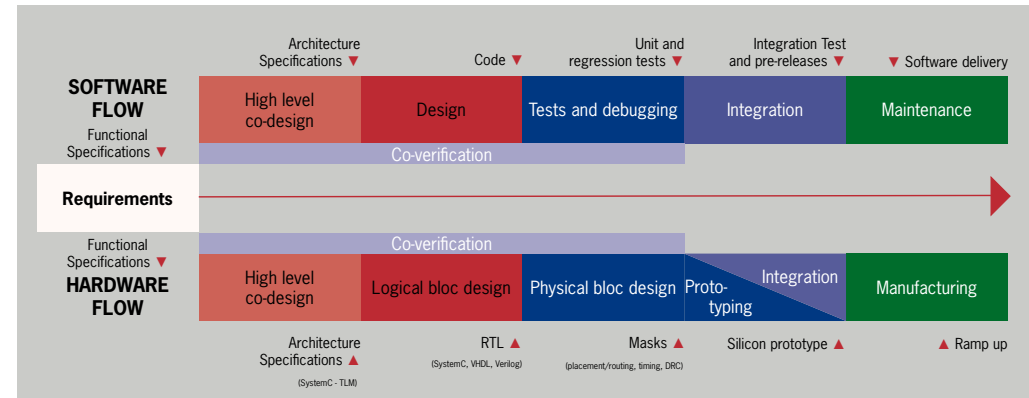 Architecture
Specifications ▼
Code ▼
Unit and
regression tests ▼
Integration Test
and pre-releases ▼
▼ Software delivery
SOFTWARE
FLOW
Functional
Specifications ▼
High level
co-design
Design
Tests and debugging
Integration
Maintenance
Co-verification
Requirements
Co-verification
Functional
Specifications ▼
HARDWARE
FLOW
High level
co-design
Logical bloc design
Physical bloc design
Proto-
typing
Integration
Manufacturing
Architecture
Specifications ▲
(SystemC - TLM)
RTL ▲
(SystemC, VHDL, Verilog)
Masks ▲
(placement/routing, timing, DRC)
Silicon prototype ▲
▲ Ramp up